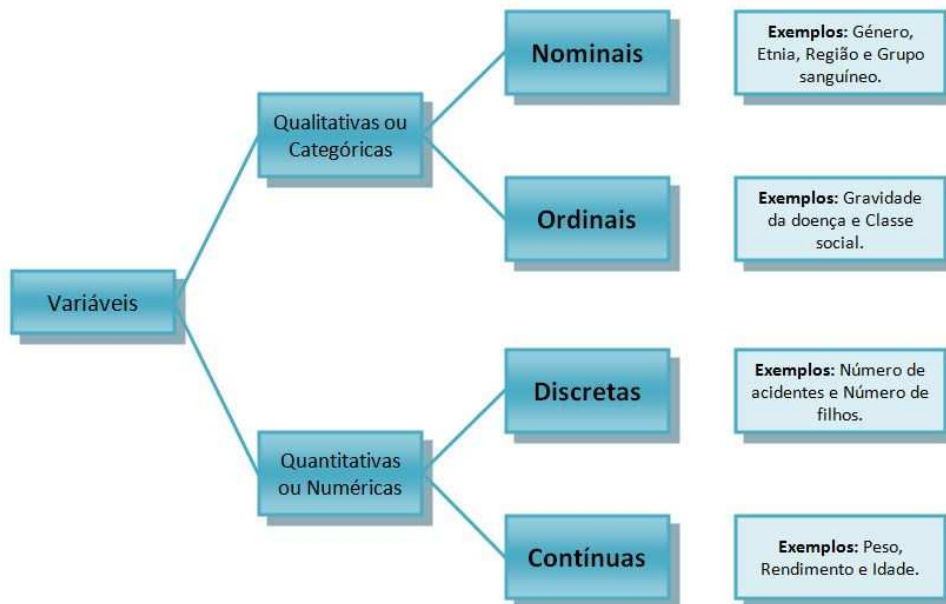 Variáveis
Qualitativas ou
Categóricas
Nominais
Exemplos: Género,
Etnia, Região e Grupo
sanguíneo.
Ordinais
Exemplos: Gravidade
da doença e Classe
social.
Quantitativas
ou Numéricas
Discretas
Exemplos: Número de
acidentes e Número de
filhos.
Contínuas
Exemplos: Peso,
Rendimento e Idade.